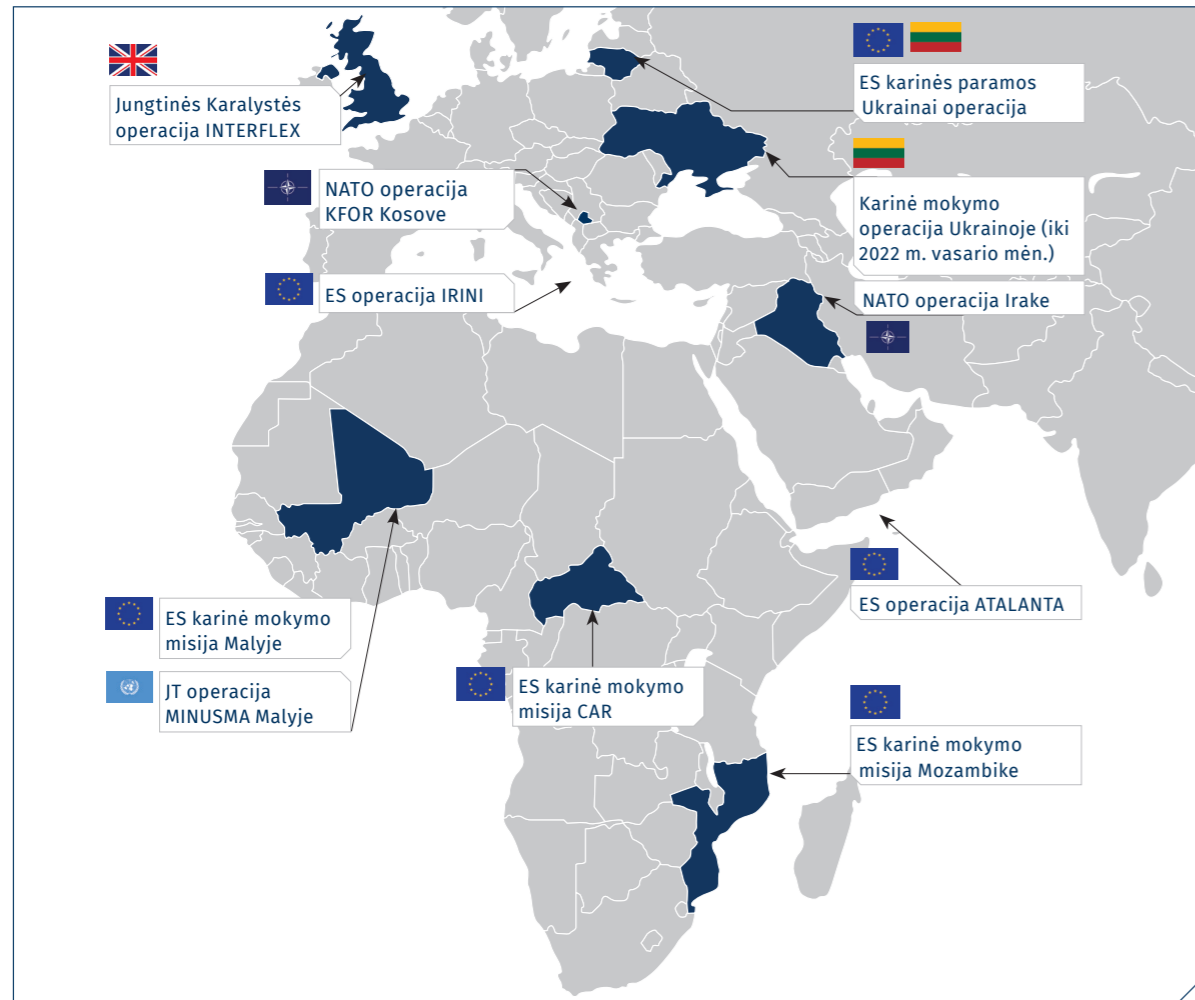 Jungtinės Karalystės
operacija INTERFLEX
ES karinės paramos
Ukrainai operacija
NATO operacija
KFOR Kosove
Karinė mokymo
operacija Ukrainoje (iki
2022 m. vasario mėn.)
ES operacija IRINI
NATO operacija Irake
ES operacija ATALANTA
ES karinė mokymo
misija Malyje
JT operacija
MINUSMA Malyje
ES karinė mokymo
misija CAR
ES karinė mokymo
misija Mozambike